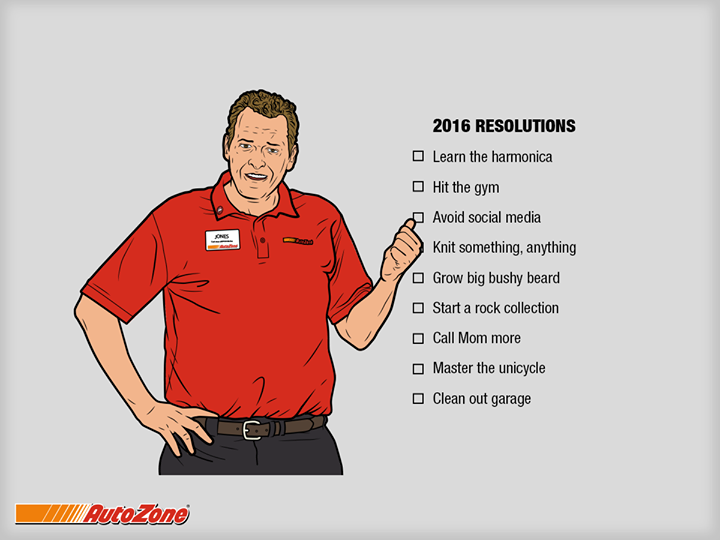 2016 RESOLUTIONS
Learn the harmonica
Hit the gym
Avoid social media
Knit something, anything
Grow big bushy beard
Start a rock collection
Call Mom more
Master the unicycle
Clean out garage
JONES
AutoZone
AutoZone